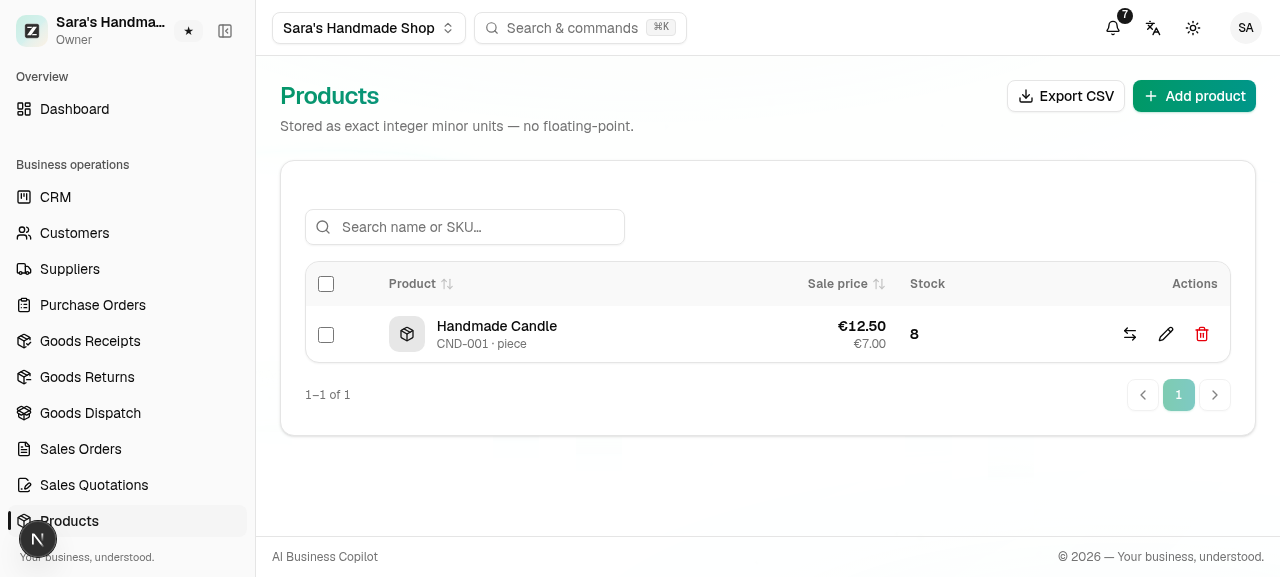 Sara's Handma...
Owner
★
Overview
Dashboard
Business operations
CRM
Customers
Suppliers
Purchase Orders
Goods Receipts
Goods Returns
Goods Dispatch
Sales Orders
Sales Quotations
Products
Your business, understood.
N
Sara's Handmade Shop
Search & commands ⌘K
7
SA
Products
Stored as exact integer minor units — no floating-point.
Export CSV
Add product
Search name or SKU...
Product Sale price Stock Actions
Handmade Candle €12.50 8
CND-001 · piece €7.00
1–1 of 1
1
AI Business Copilot
© 2026 — Your business, understood.